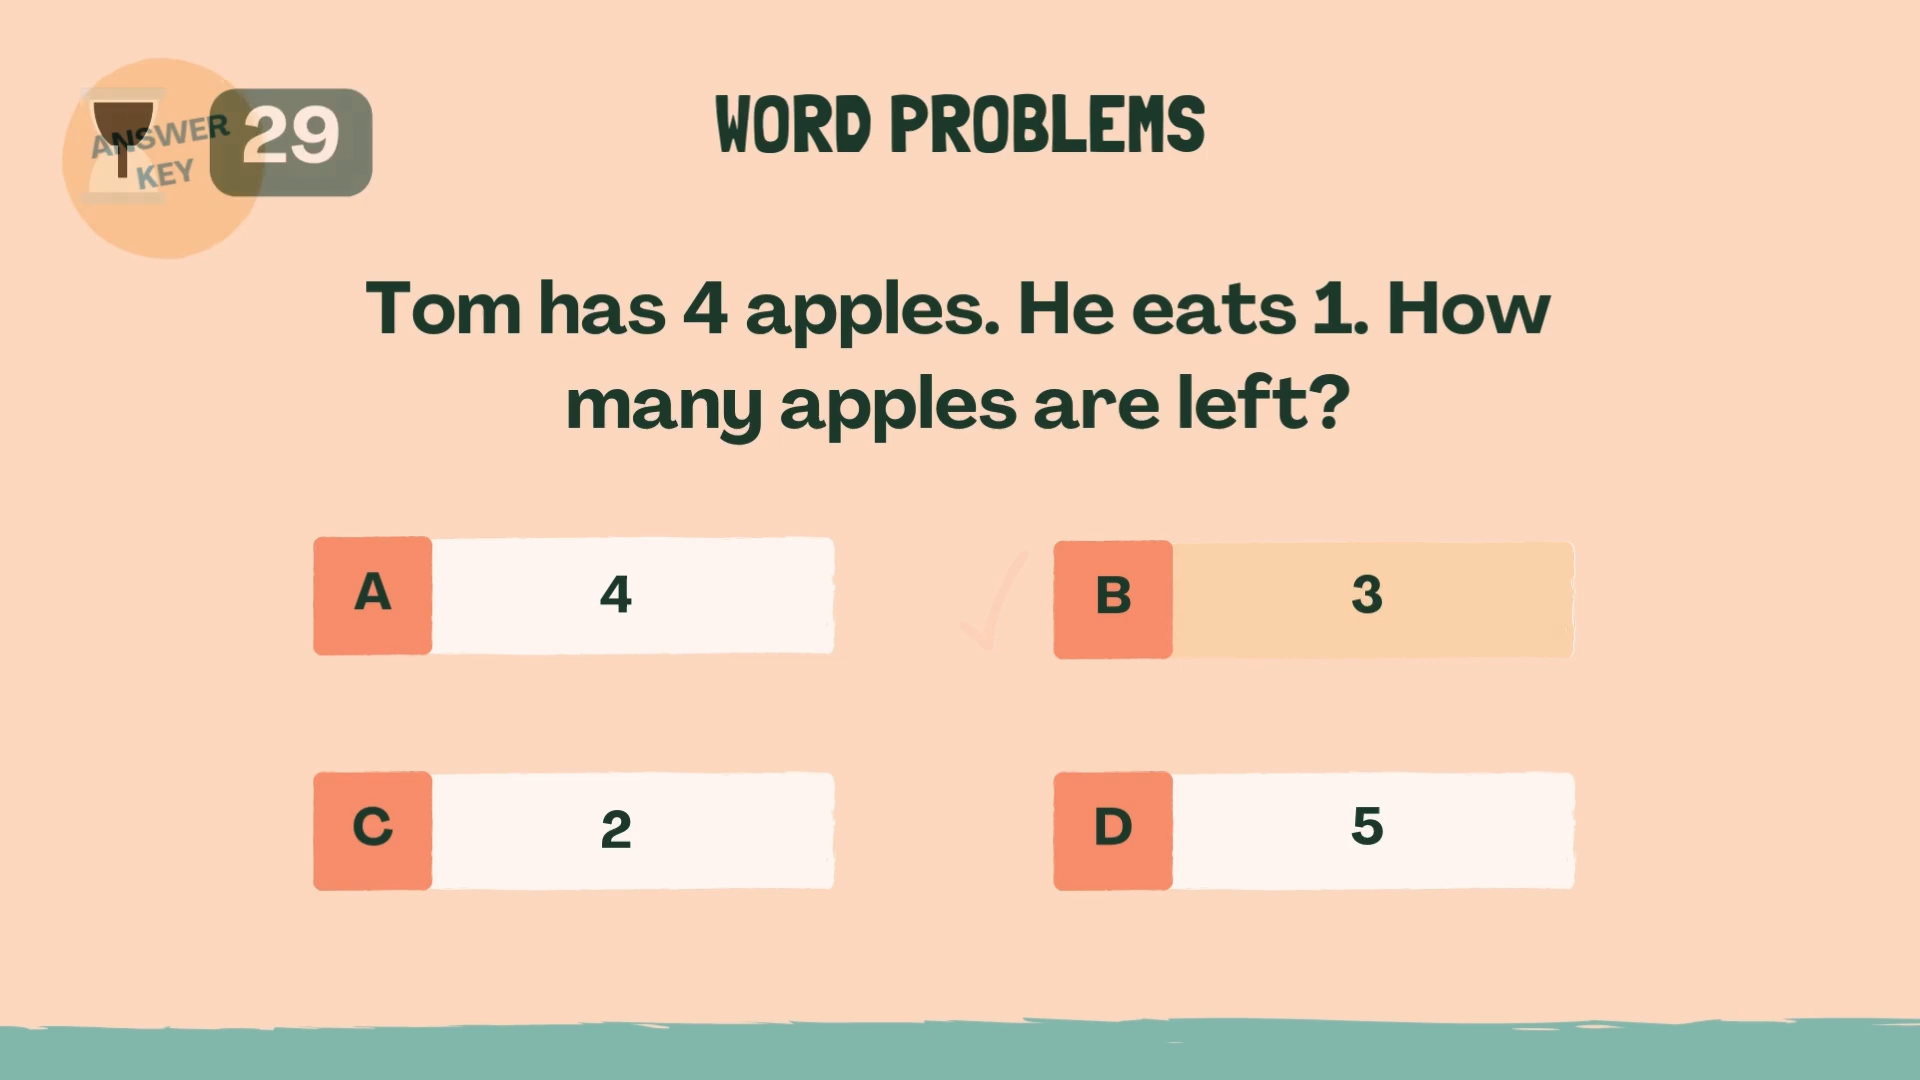 ANSWER
KEY
29
WORD PROBLEMS
Tom has 4 apples. He eats 1. How
many apples are left?
A 4
B 3
C 2
D 5